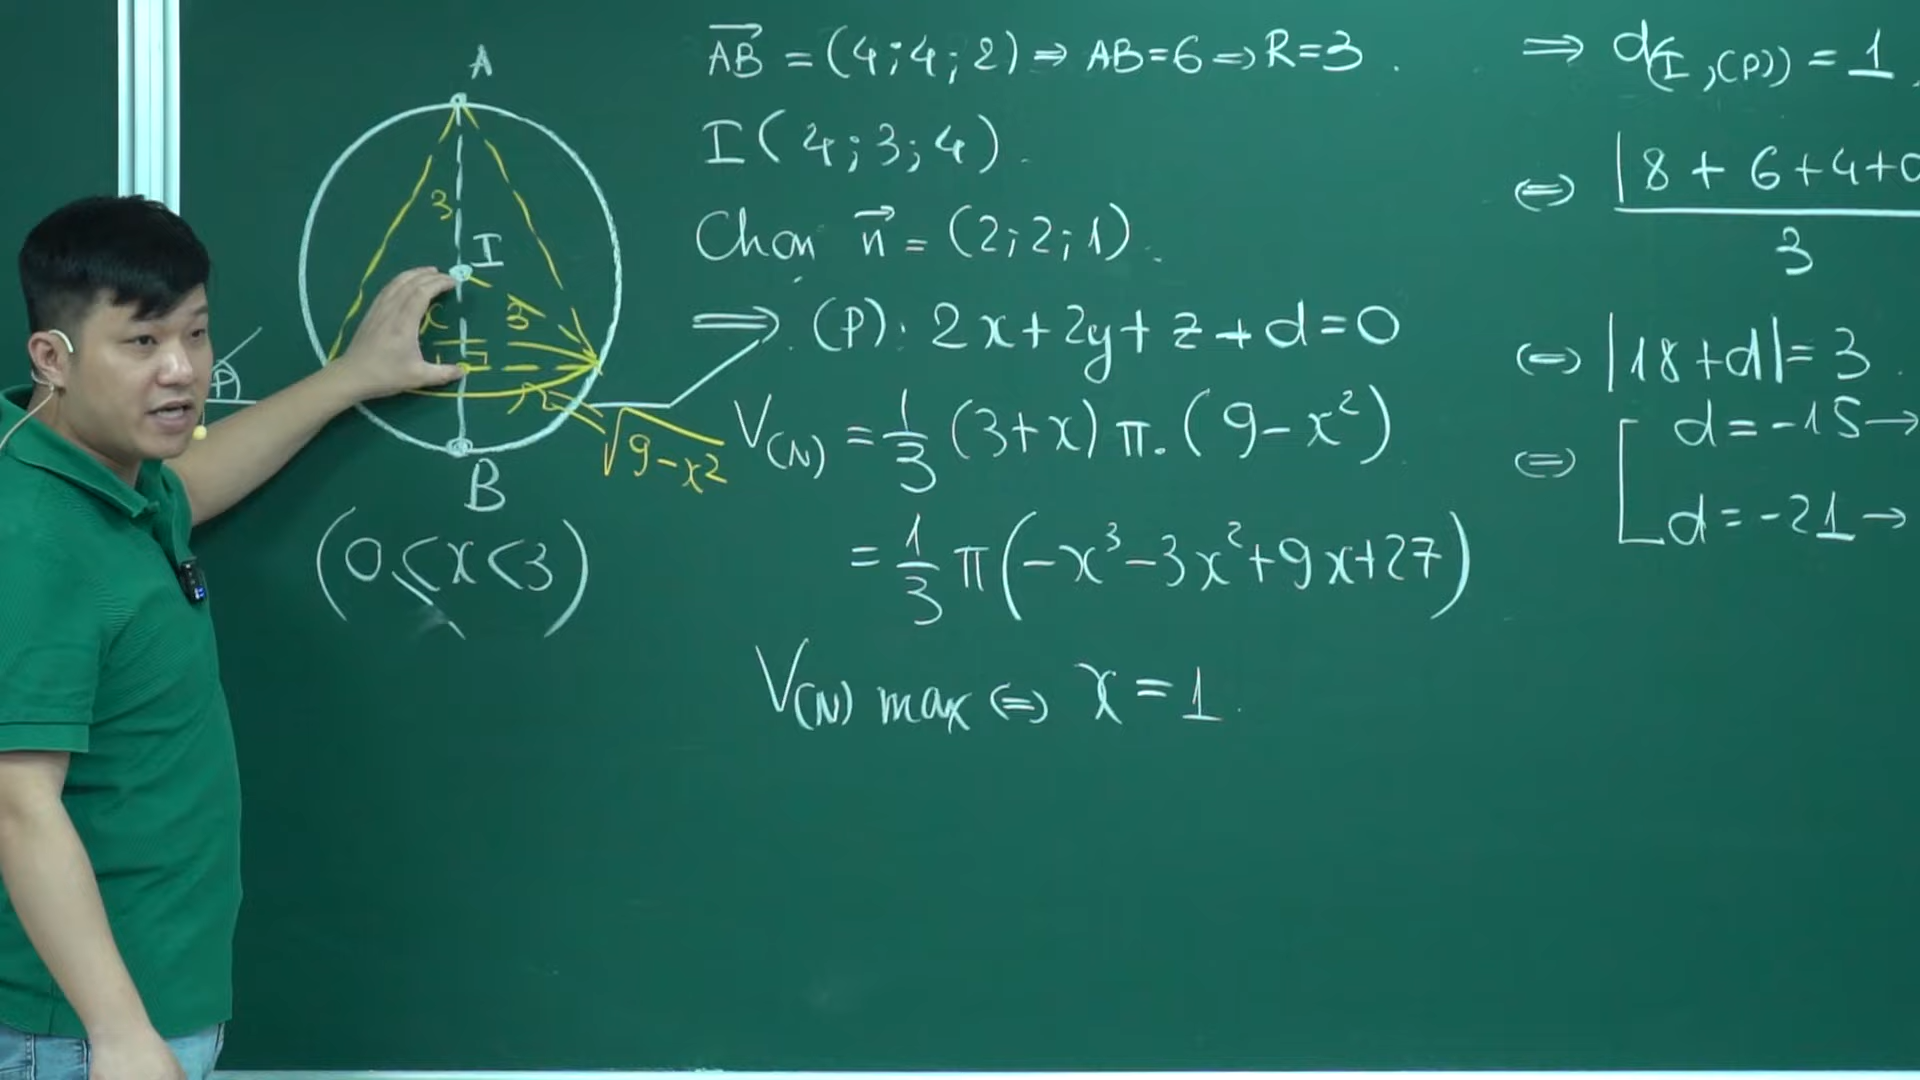 A
3
I
x 3
(P)
B
√9-x²
(0 ≤ x < 3)
AB→ = (4;4;2) ⇒ AB=6 ⇒ R=3.
I(4;3;4).
Chọn n→ = (2;2;1).
⇒ (P): 2x+2y+z+d=0
V(N) = 1/3 (3+x) π.(9-x²)
= 1/3 π(-x³-3x²+9x+27)
V(N) max ⇔ x=1.
⇒ d(I,(P)) = 1,
⇔ |8+6+4+d / 3
⇔ |18+d|=3.
⇔ [ d=-15 →
d=-21 →